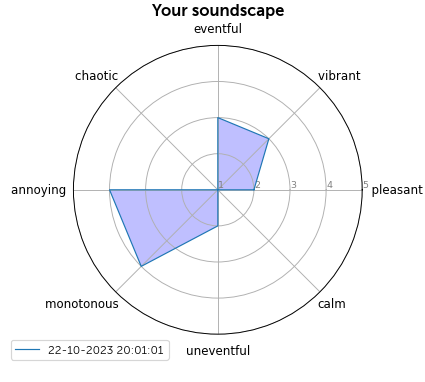 Your soundscape
eventful
chaotic
vibrant
annoying
1
2
3
4
5
pleasant
monotonous
calm
uneventful
22-10-2023 20:01:01